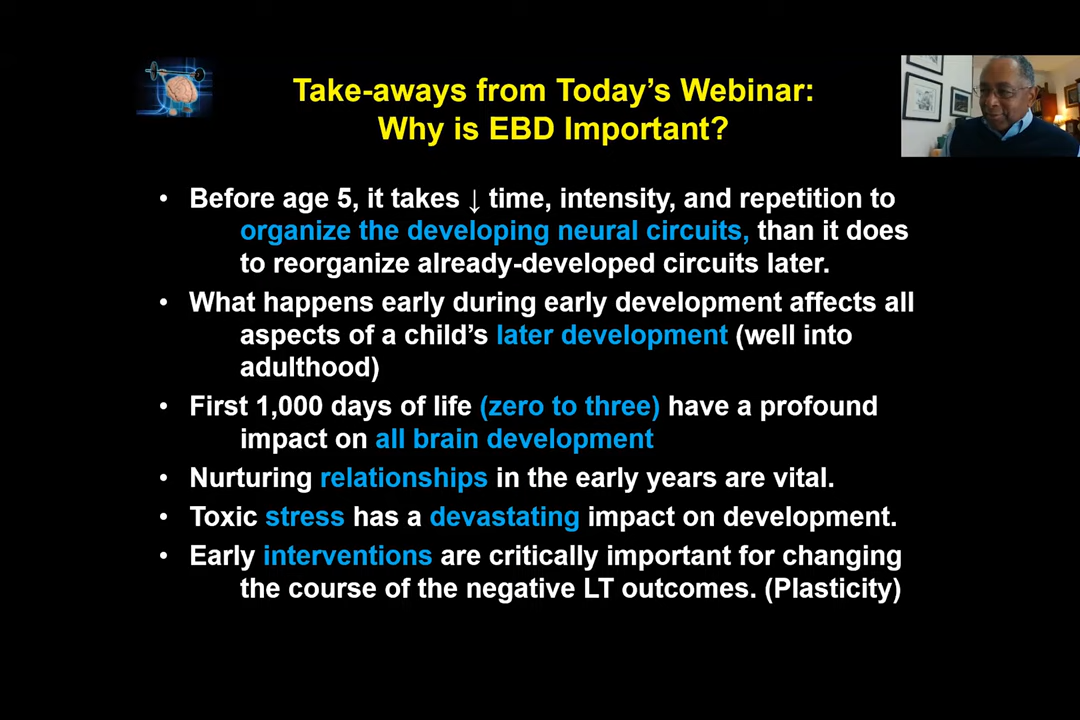 Take-aways from Today's Webinar:
Why is EBD Important?
• Before age 5, it takes ↓ time, intensity, and repetition to
organize the developing neural circuits, than it does
to reorganize already-developed circuits later.
• What happens early during early development affects all
aspects of a child's later development (well into
adulthood)
• First 1,000 days of life (zero to three) have a profound
impact on all brain development
• Nurturing relationships in the early years are vital.
• Toxic stress has a devastating impact on development.
• Early interventions are critically important for changing
the course of the negative LT outcomes. (Plasticity)